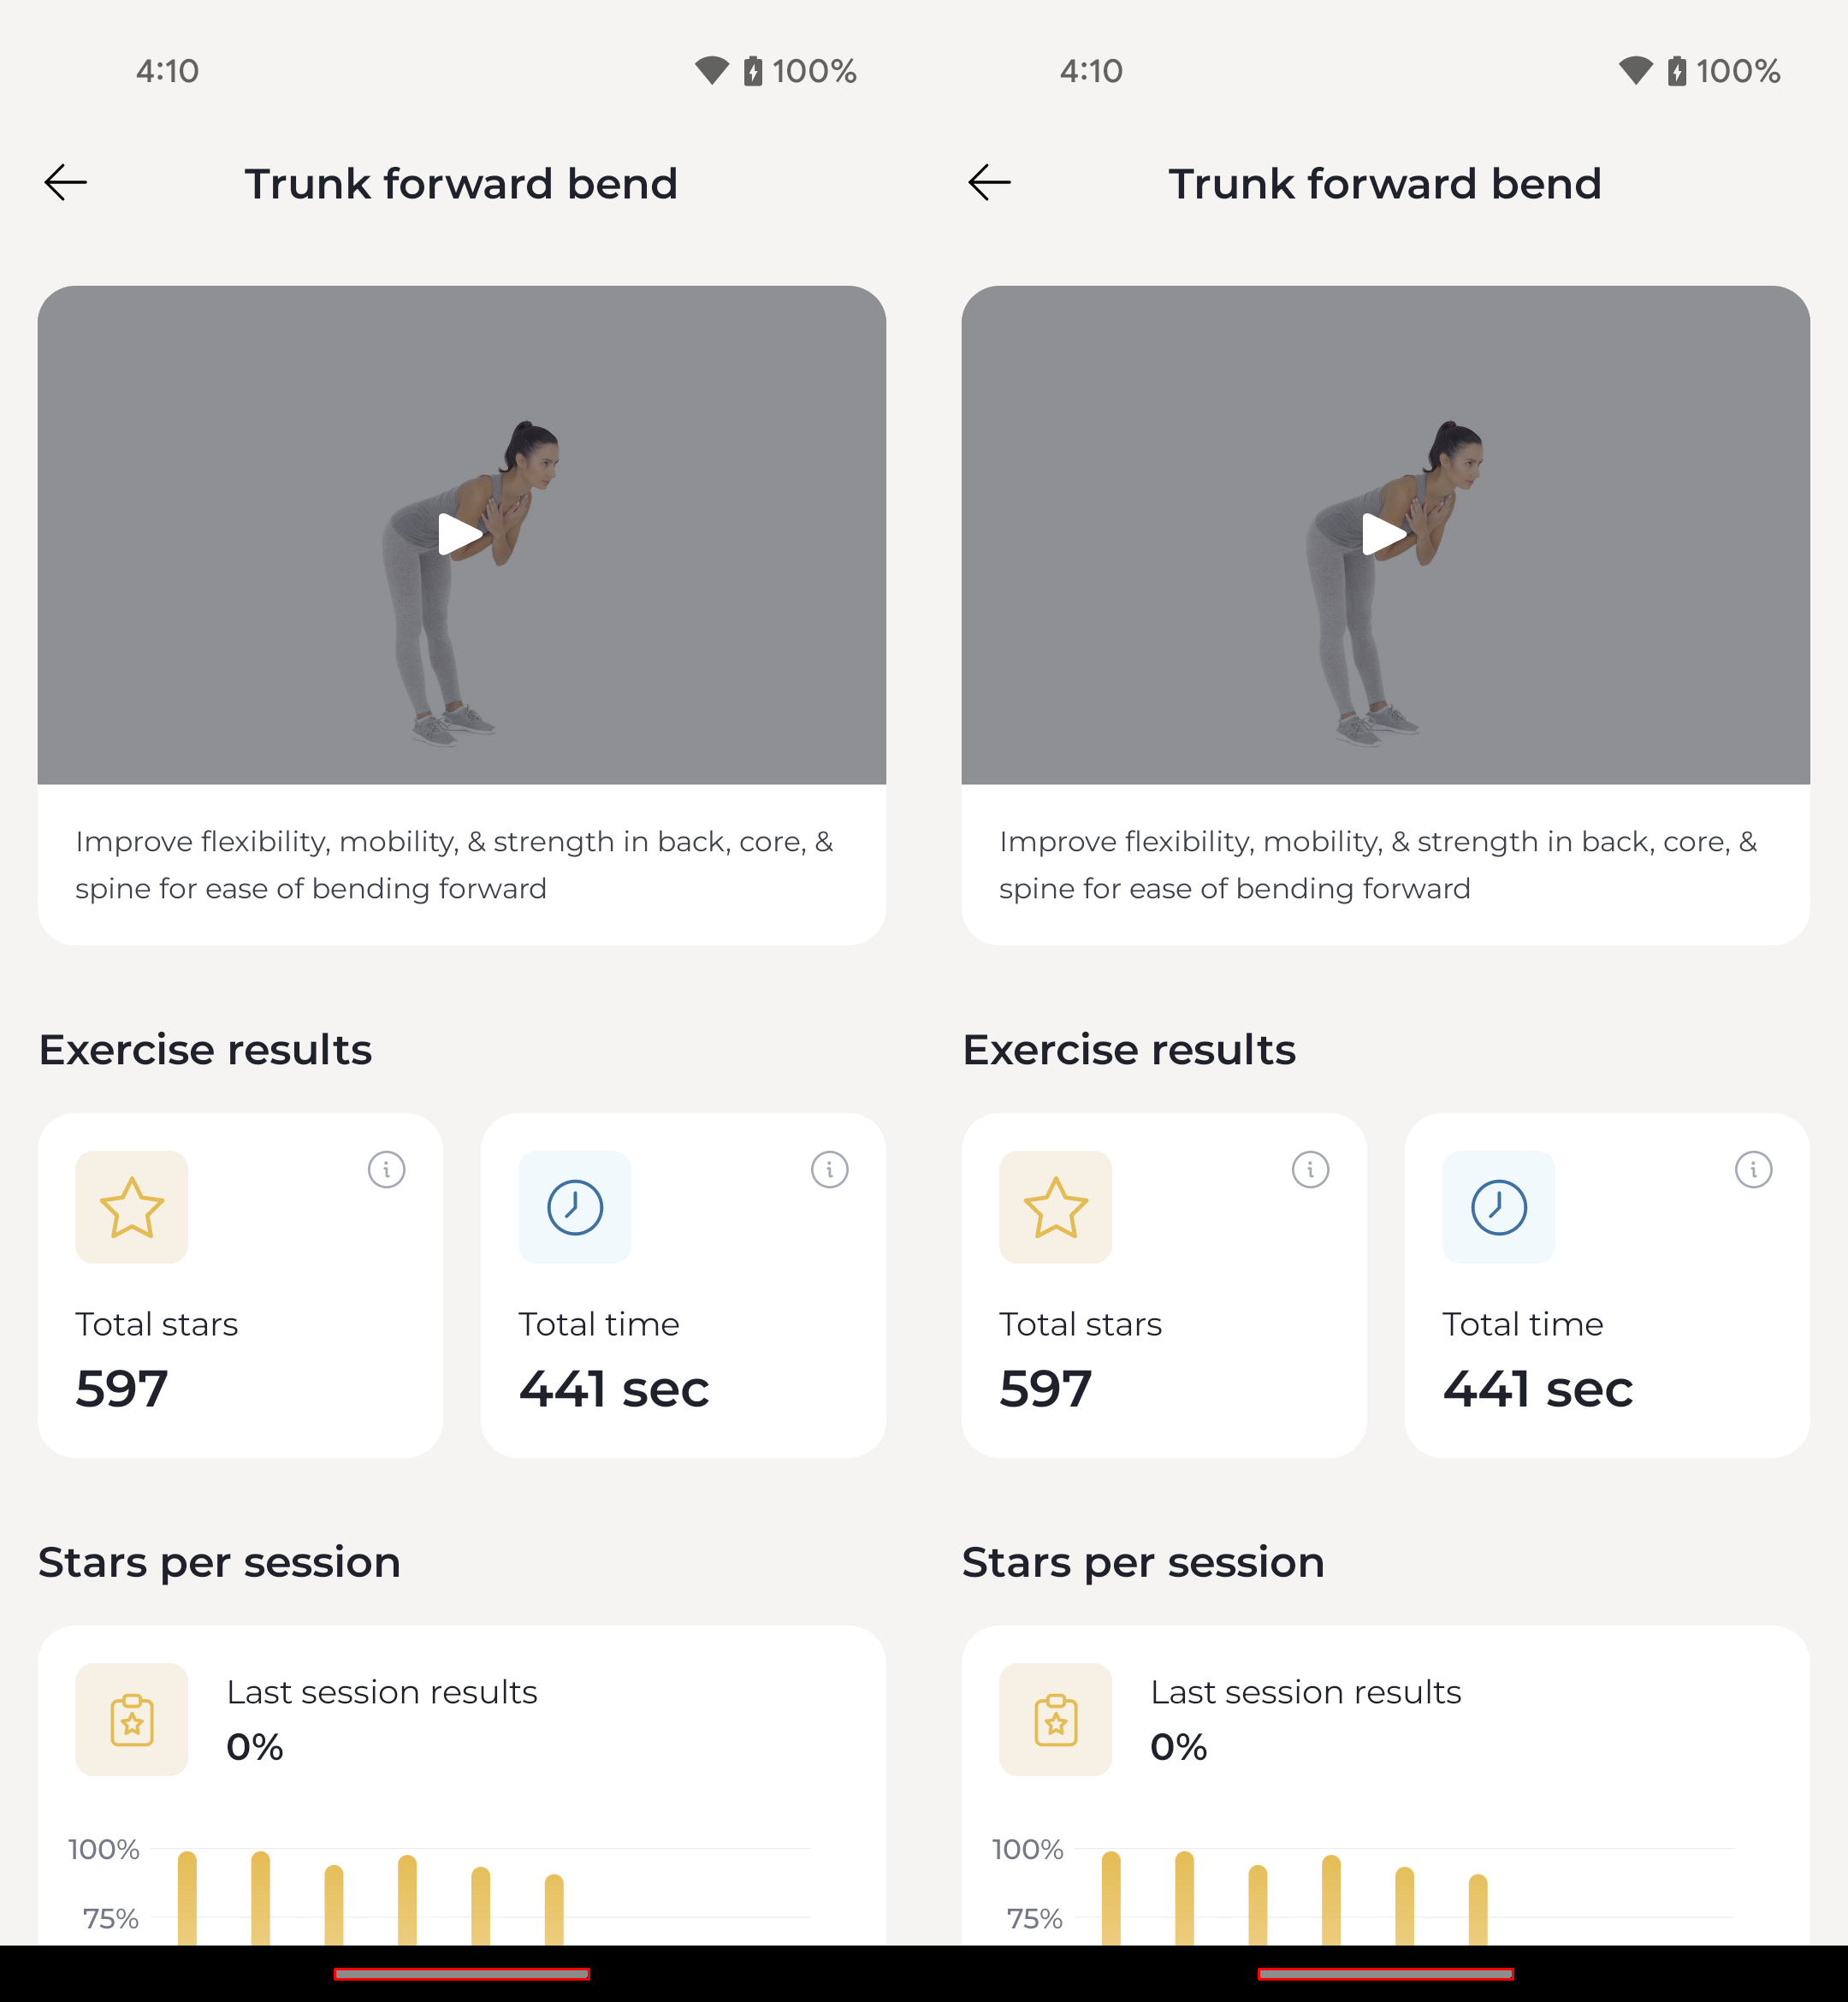 4:10 100%
Trunk forward bend
Improve flexibility, mobility, & strength in back, core, &
spine for ease of bending forward
Exercise results
Total stars
597
Total time
441 sec
Stars per session
Last session results
0%
100%
75%
4:10 100%
Trunk forward bend
Improve flexibility, mobility, & strength in back, core, &
spine for ease of bending forward
Exercise results
Total stars
597
Total time
441 sec
Stars per session
Last session results
0%
100%
75%